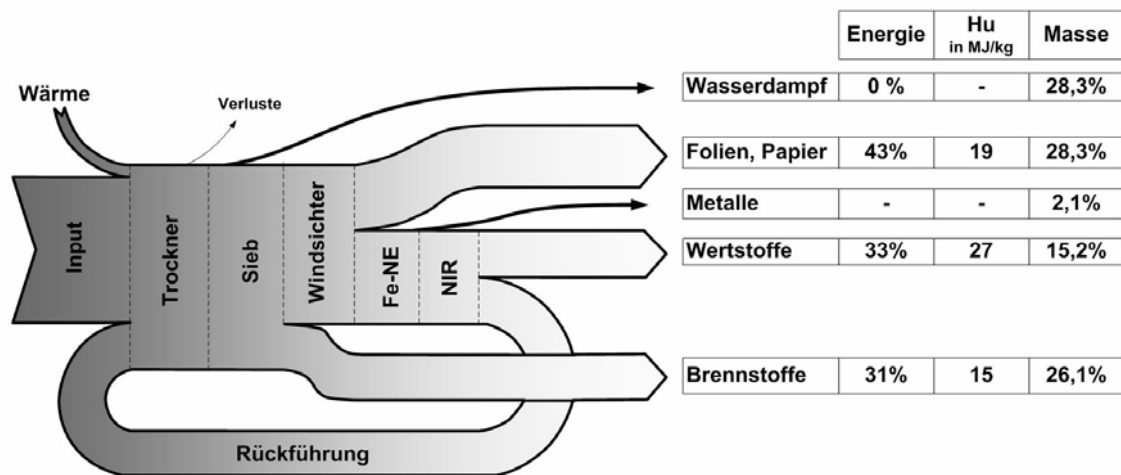 Energie Hu in MJ/kg Masse
Wärme
Verluste
Wasserdampf 0 % - 28,3%
Folien, Papier 43% 19 28,3%
Metalle - - 2,1%
Wertstoffe 33% 27 15,2%
Input
Trockner
Sieb
Windsichter
Fe-NE
NIR
Brennstoffe 31% 15 26,1%
Rückführung